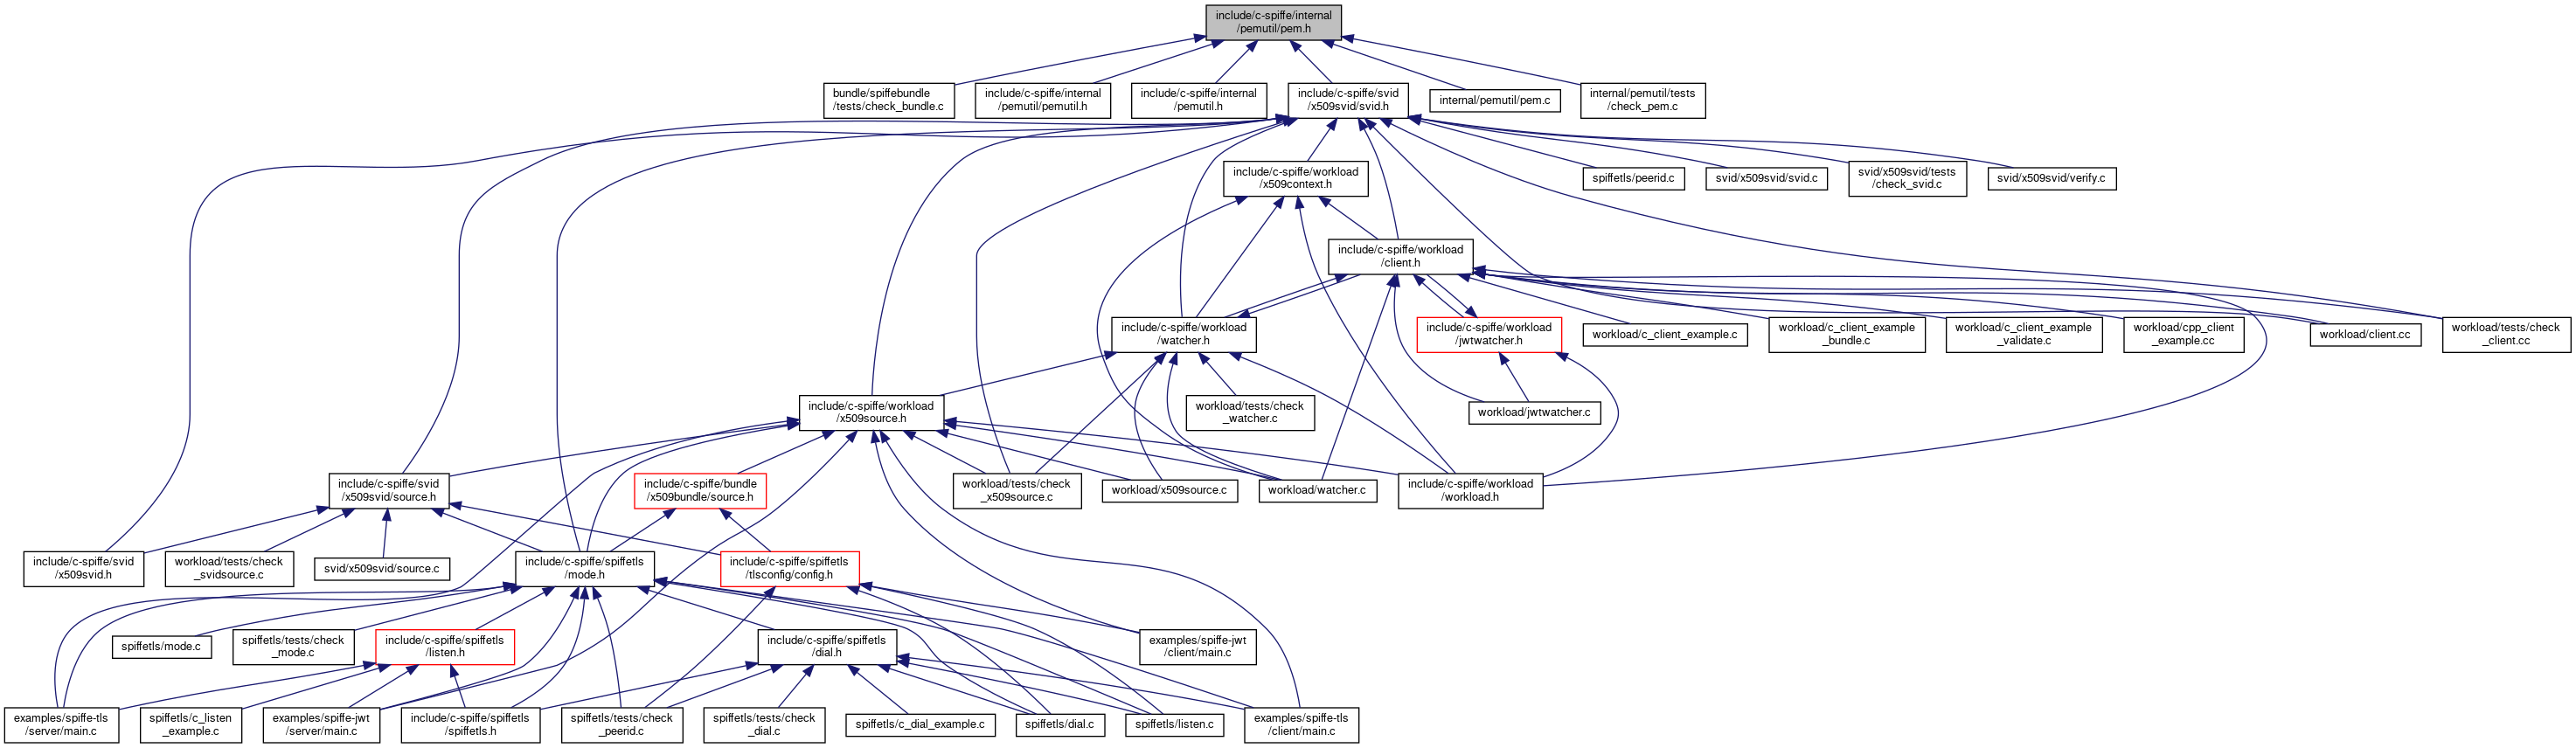 include/c-spiffe/internal
/pemutil/pem.h
bundle/spiffebundle
/tests/check_bundle.c
include/c-spiffe/internal
/pemutil/pemutil.h
include/c-spiffe/internal
/pemutil.h
include/c-spiffe/svid
/x509svid/svid.h
internal/pemutil/pem.c
internal/pemutil/tests
/check_pem.c
include/c-spiffe/workload
/x509context.h
spiffetls/peerid.c
svid/x509svid/svid.c
svid/x509svid/tests
/check_svid.c
svid/x509svid/verify.c
include/c-spiffe/workload
/client.h
include/c-spiffe/workload
/watcher.h
include/c-spiffe/workload
/jwtwatcher.h
workload/c_client_example.c
workload/c_client_example
_bundle.c
workload/c_client_example
_validate.c
workload/cpp_client
_example.cc
workload/client.cc
workload/tests/check
_client.cc
include/c-spiffe/workload
/x509source.h
workload/tests/check
_watcher.c
workload/jwtwatcher.c
include/c-spiffe/svid
/x509svid/source.h
include/c-spiffe/bundle
/x509bundle/source.h
workload/tests/check
_x509source.c
workload/x509source.c
workload/watcher.c
include/c-spiffe/workload
/workload.h
include/c-spiffe/svid
/x509svid.h
workload/tests/check
_svidsource.c
svid/x509svid/source.c
include/c-spiffe/spiffetls
/mode.h
include/c-spiffe/spiffetls
/tlsconfig/config.h
spiffetls/mode.c
spiffetls/tests/check
_mode.c
include/c-spiffe/spiffetls
/listen.h
include/c-spiffe/spiffetls
/dial.h
examples/spiffe-jwt
/client/main.c
examples/spiffe-tls
/server/main.c
spiffetls/c_listen
_example.c
examples/spiffe-jwt
/server/main.c
include/c-spiffe/spiffetls
/spiffetls.h
spiffetls/tests/check
_peerid.c
spiffetls/tests/check
_dial.c
spiffetls/c_dial_example.c
spiffetls/dial.c
spiffetls/listen.c
examples/spiffe-tls
/client/main.c